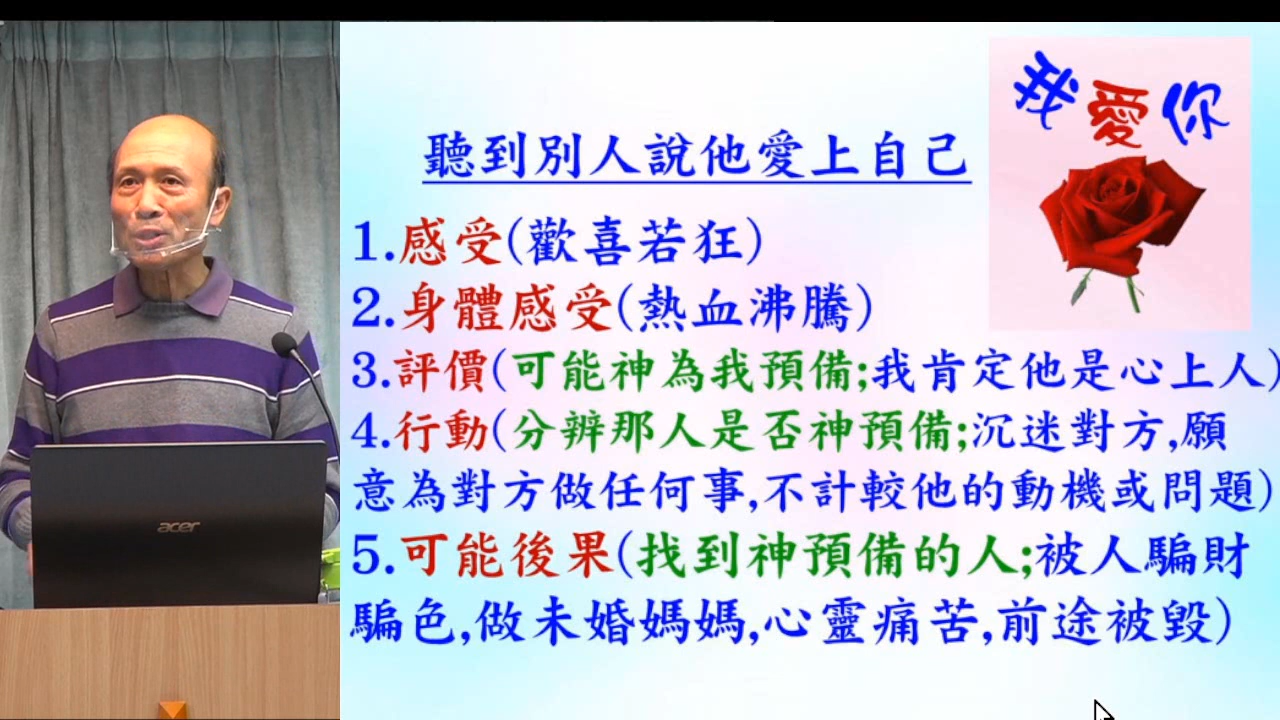 我愛你
聽到別人說他愛上自己
1.感受(歡喜若狂)
2.身體感受(熱血沸騰)
3.評價(可能神為我預備;我肯定他是心上人)
4.行動(分辨那人是否神預備;沉迷對方,願
意為對方做任何事,不計較他的動機或問題)
5.可能後果(找到神預備的人;被人騙財
騙色,做未婚媽媽,心靈痛苦,前途被毀)
acer